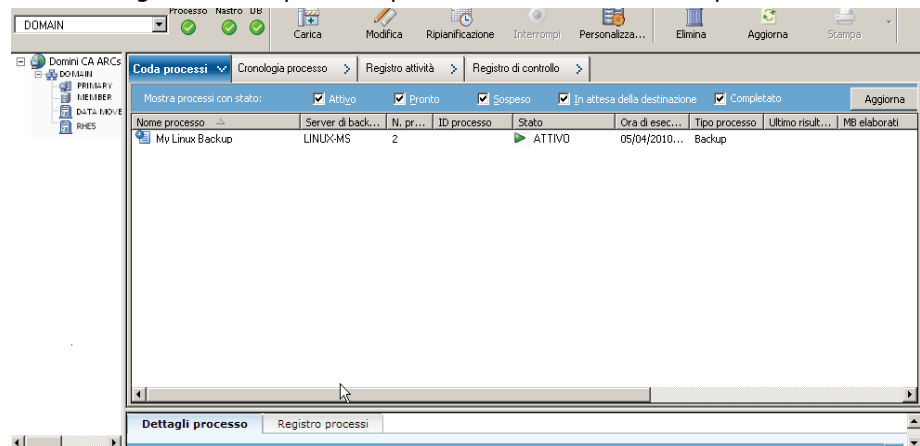 Processo Nastro DB
DOMAIN
Carica Modifica Ripianificazione Interrompi Personalizza... Elimina Aggiorna Stampa
Domini CA ARCs
DOMAIN
PRIMARY
MEMBER
DATA MOVE
RHE5
Coda processi Cronologia processo Registro attività Registro di controllo
Mostra processi con stato: Attivo Pronto Sospeso In attesa della destinazione Completato Aggiorna
Nome processo Server di back... N. pr... ID processo Stato Ora di esec... Tipo processo Ultimo risult... MB elaborati
My Linux Backup LINUX-MS 2 ATTIVO 05/04/2010... Backup
Dettagli processo Registro processi